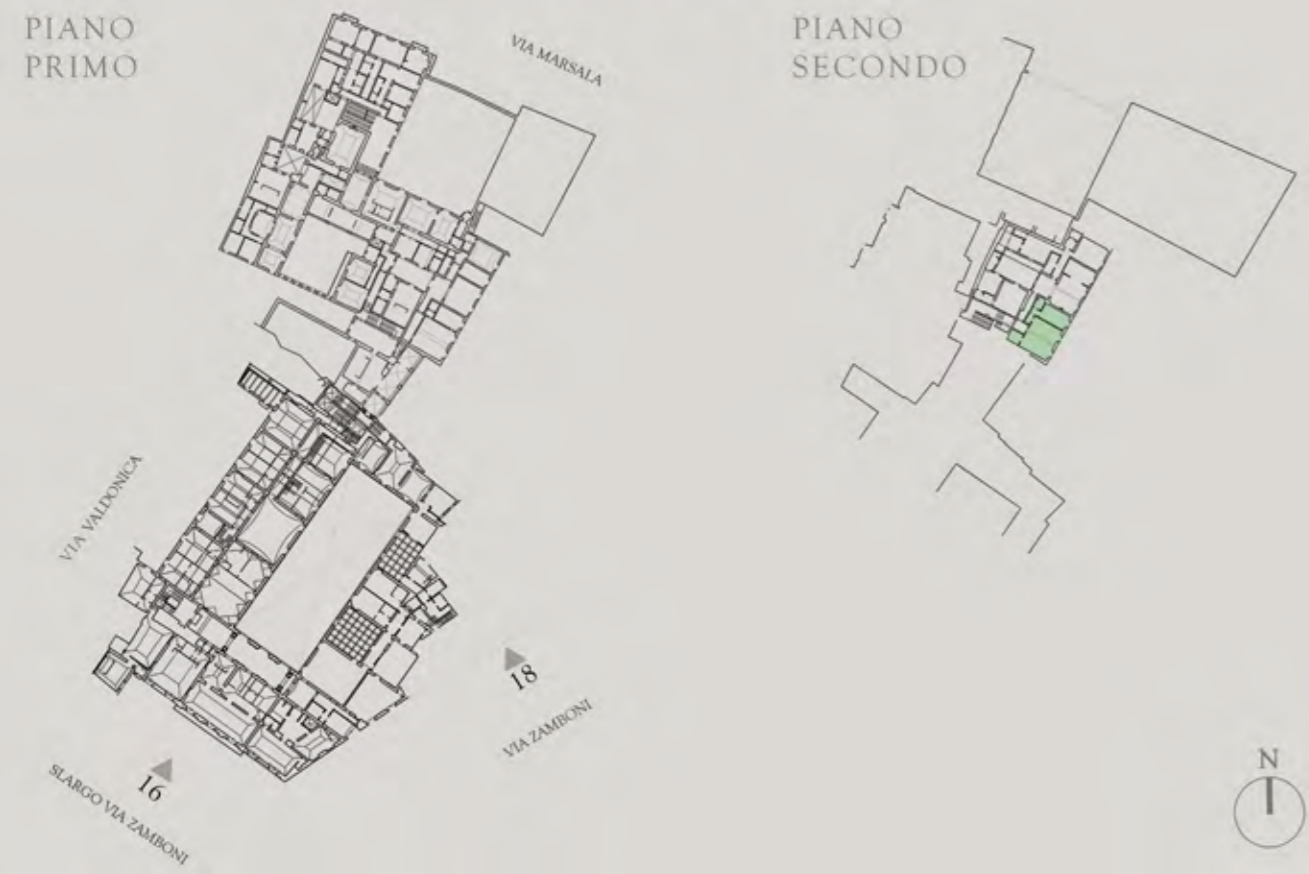 PIANO
PRIMO
VIA MARSALA
PIANO
SECONDO
VIA VALDONICA
18
VIA ZAMBONI
16
SLARGO VIA ZAMBONI
N